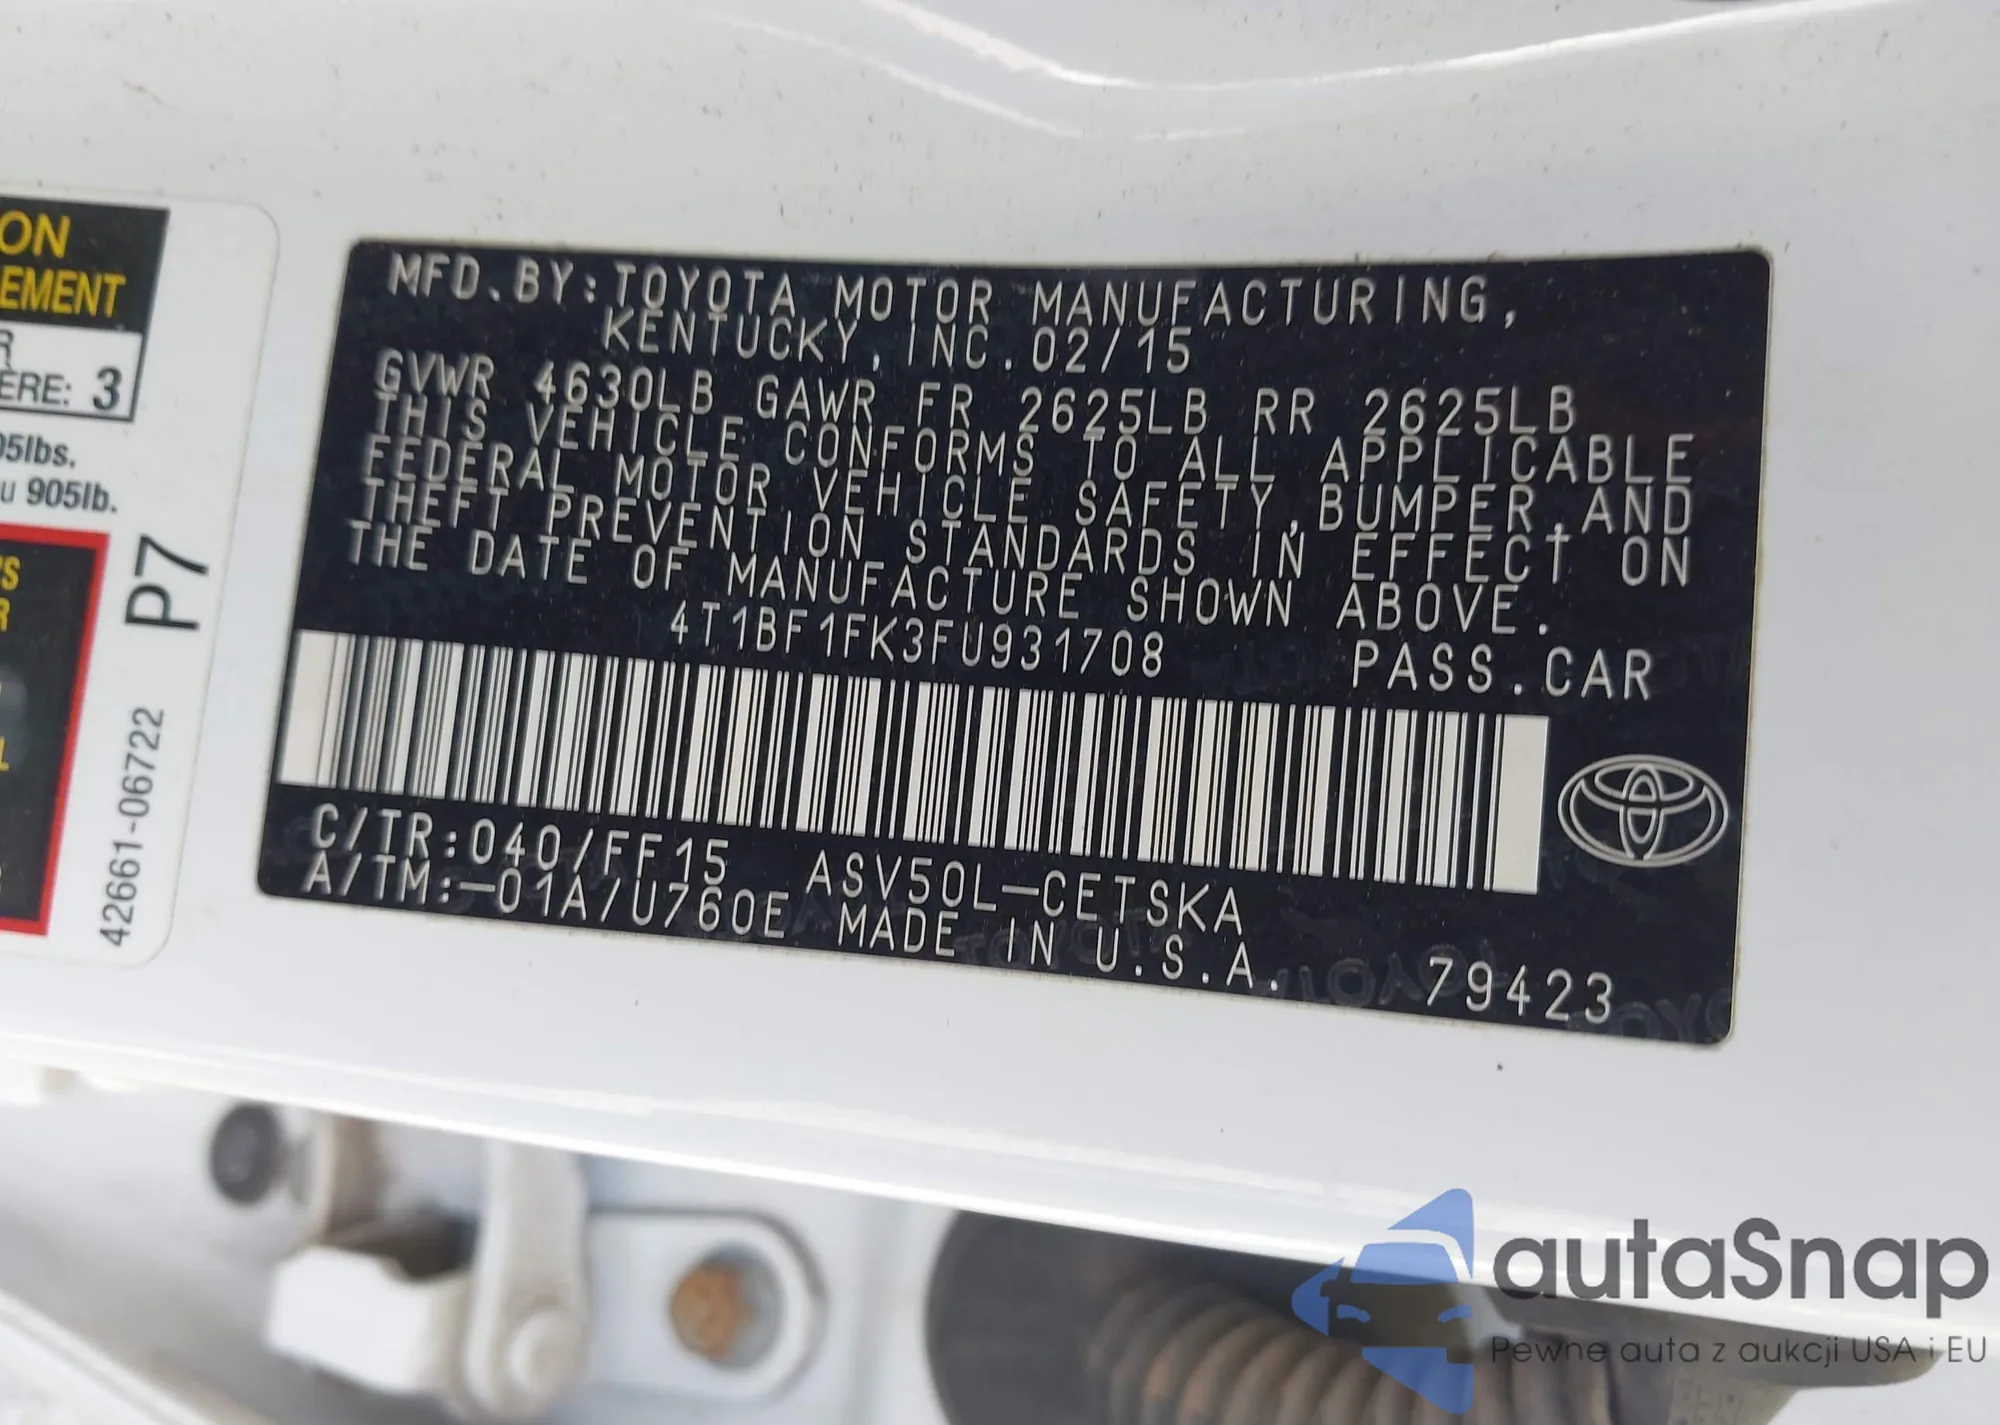 ON
EMENT
R
ERE: 3
05lbs.
u 905lb.
'S
R
L
P7
42661-06722
MFD.BY:TOYOTA MOTOR MANUFACTURING,
KENTUCKY, INC.02/15
GVWR 4630LB GAWR FR 2625LB RR 2625LB
THIS VEHICLE CONFORMS TO ALL APPLICABLE
FEDERAL MOTOR VEHICLE SAFETY,BUMPER,AND
THEFT PREVENTION STANDARDS IN EFFECT ON
THE DATE OF MANUFACTURE SHOWN ABOVE.
4T1BF1FK3FU931708 PASS.CAR
C/TR:040/FF15 ASV50L-CETSKA
A/TM:-01A/U760E MADE IN U.S.A. 79423
autaSnap
Pewne auta z aukcji USA i EU